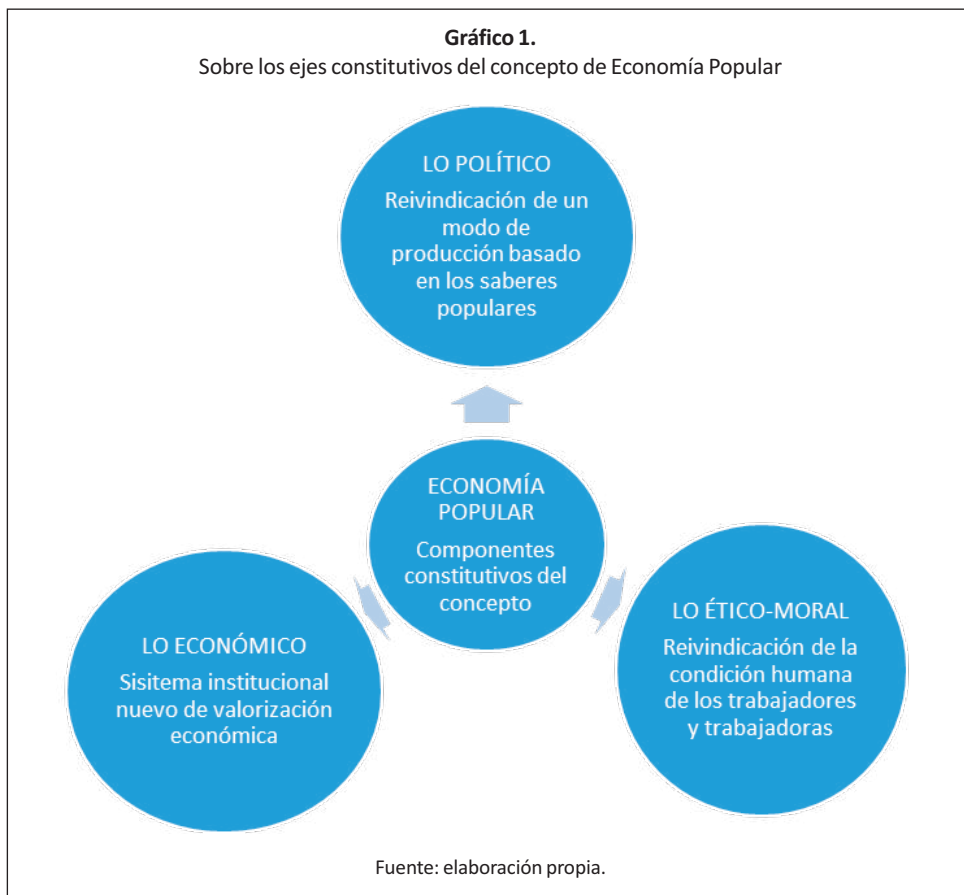 Gráfico 1.
Sobre los ejes constitutivos del concepto de Economía Popular
LO POLÍTICO
Reivindicación de un
modo de
producción basado
en los saberes
populares
ECONOMÍA
POPULAR
Componentes
constitutivos del
concepto
LO ECONÓMICO
Sisitema institucional
nuevo de valorización
económica
LO ÉTICO-MORAL
Reivindicación de la
condición humana
de los trabajadores
y trabajadoras
Fuente: elaboración propia.